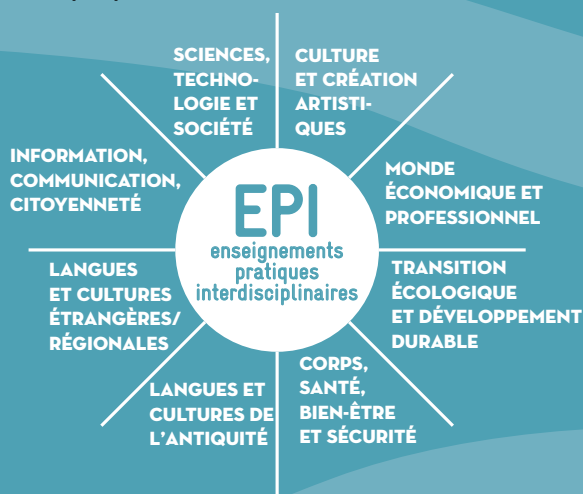 SCIENCES,
TECHNO-
LOGIE ET
SOCIÉTÉ
CULTURE
ET CRÉATION
ARTISTI-
QUES
INFORMATION,
COMMUNICATION,
CITOYENNETÉ
MONDE
ÉCONOMIQUE ET
PROFESSIONNEL
EPI
enseignements
pratiques
interdisciplinaires
LANGUES
ET CULTURES
ÉTRANGÈRES/
RÉGIONALES
TRANSITION
ÉCOLOGIQUE
ET DÉVELOPPEMENT
DURABLE
LANGUES ET
CULTURES DE
L'ANTIQUITÉ
CORPS,
SANTÉ,
BIEN-ÊTRE
ET SÉCURITÉ